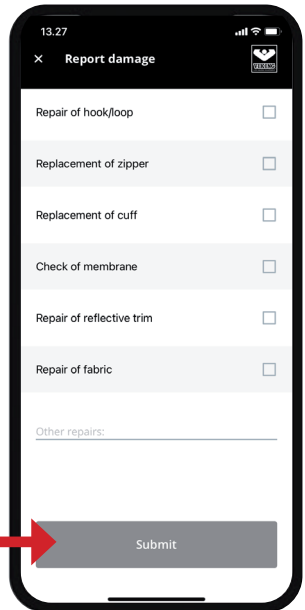 13.27
× Report damage
VIKING
Repair of hook/loop
Replacement of zipper
Replacement of cuff
Check of membrane
Repair of reflective trim
Repair of fabric
Other repairs:
Submit